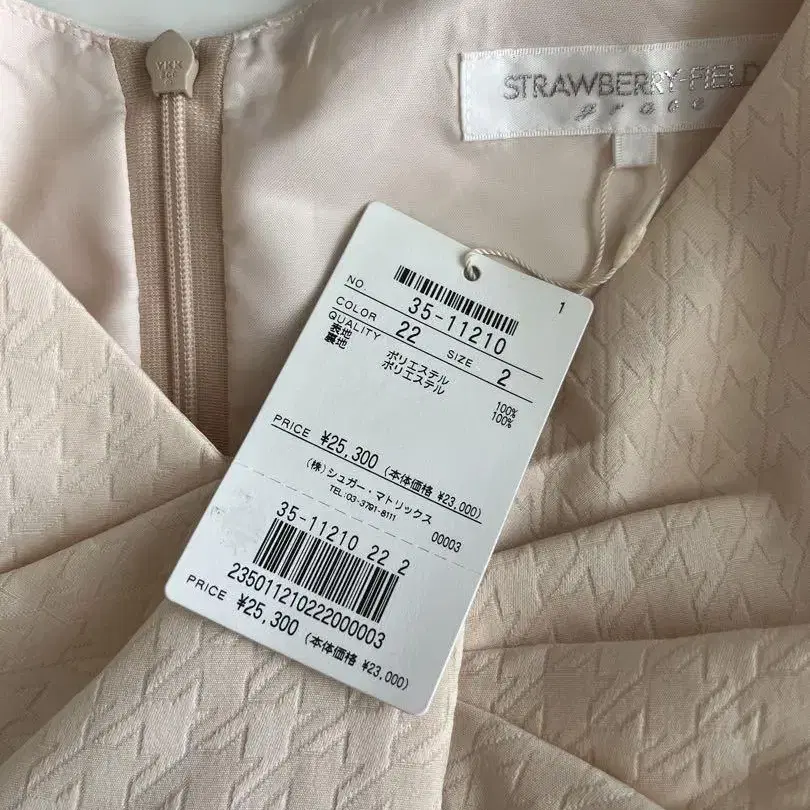 YKK
STRAWBERRY-FIELD
grace
1
NO. 35-11210
COLOR 22 SIZE 2
QUALITY
表地 ポリエステル 100%
裏地 ポリエステル 100%
PRICE ¥25,300 (本体価格 ¥23,000)
(株)シュガー・マトリックス
TEL:03-3791-8111
00003
35-11210 22 2
235011210222000003
PRICE ¥25,300 (本体価格 ¥23,000)